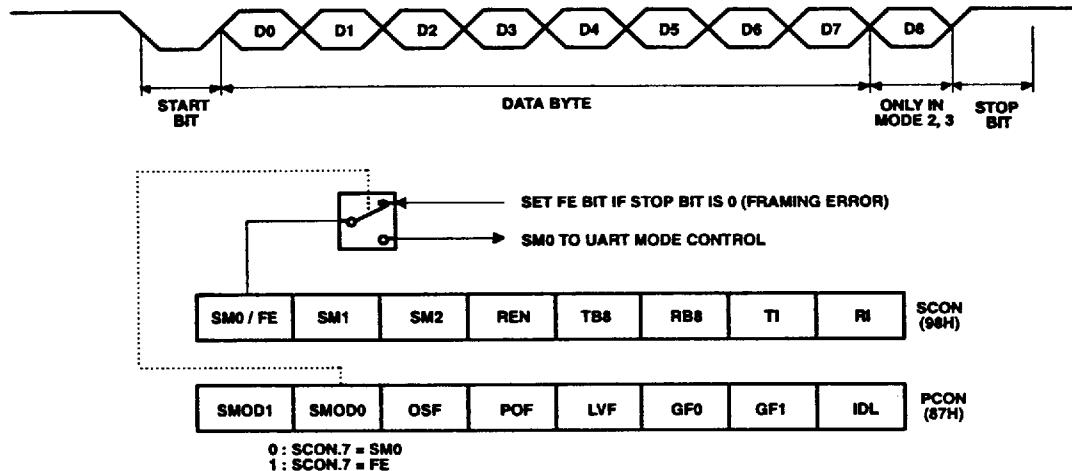 D0 D1 D2 D3 D4 D5 D6 D7 D8
START
BIT
DATA BYTE
ONLY IN
MODE 2, 3
STOP
BIT
SET FE BIT IF STOP BIT IS 0 (FRAMING ERROR)
SM0 TO UART MODE CONTROL
SM0 / FE SM1 SM2 REN TB8 RB8 TI RI
SCON
(98H)
SMOD1 SMOD0 OSF POF LVF GF0 GF1 IDL
PCON
(87H)
0 : SCON.7 = SM0
1 : SCON.7 = FE